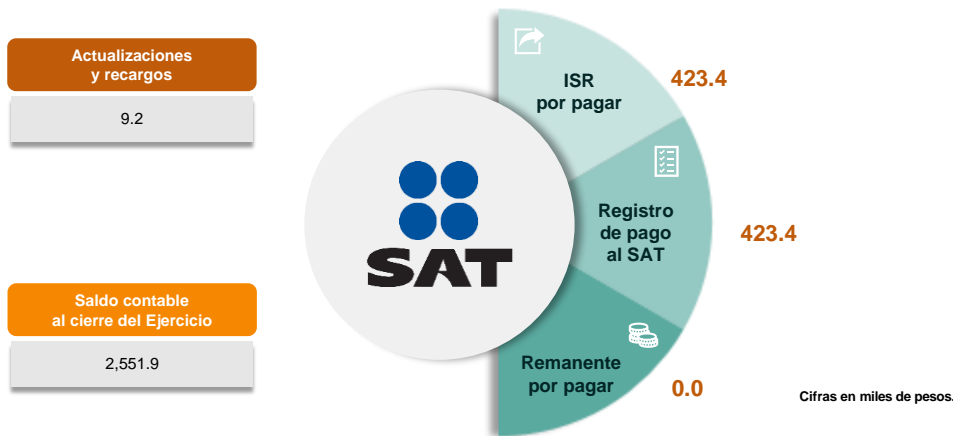 Actualizaciones
y recargos
9.2
Saldo contable
al cierre del Ejercicio
2,551.9
SAT
ISR
por pagar
423.4
Registro
de pago
al SAT
423.4
Remanente
por pagar
0.0
Cifras en miles de pesos.